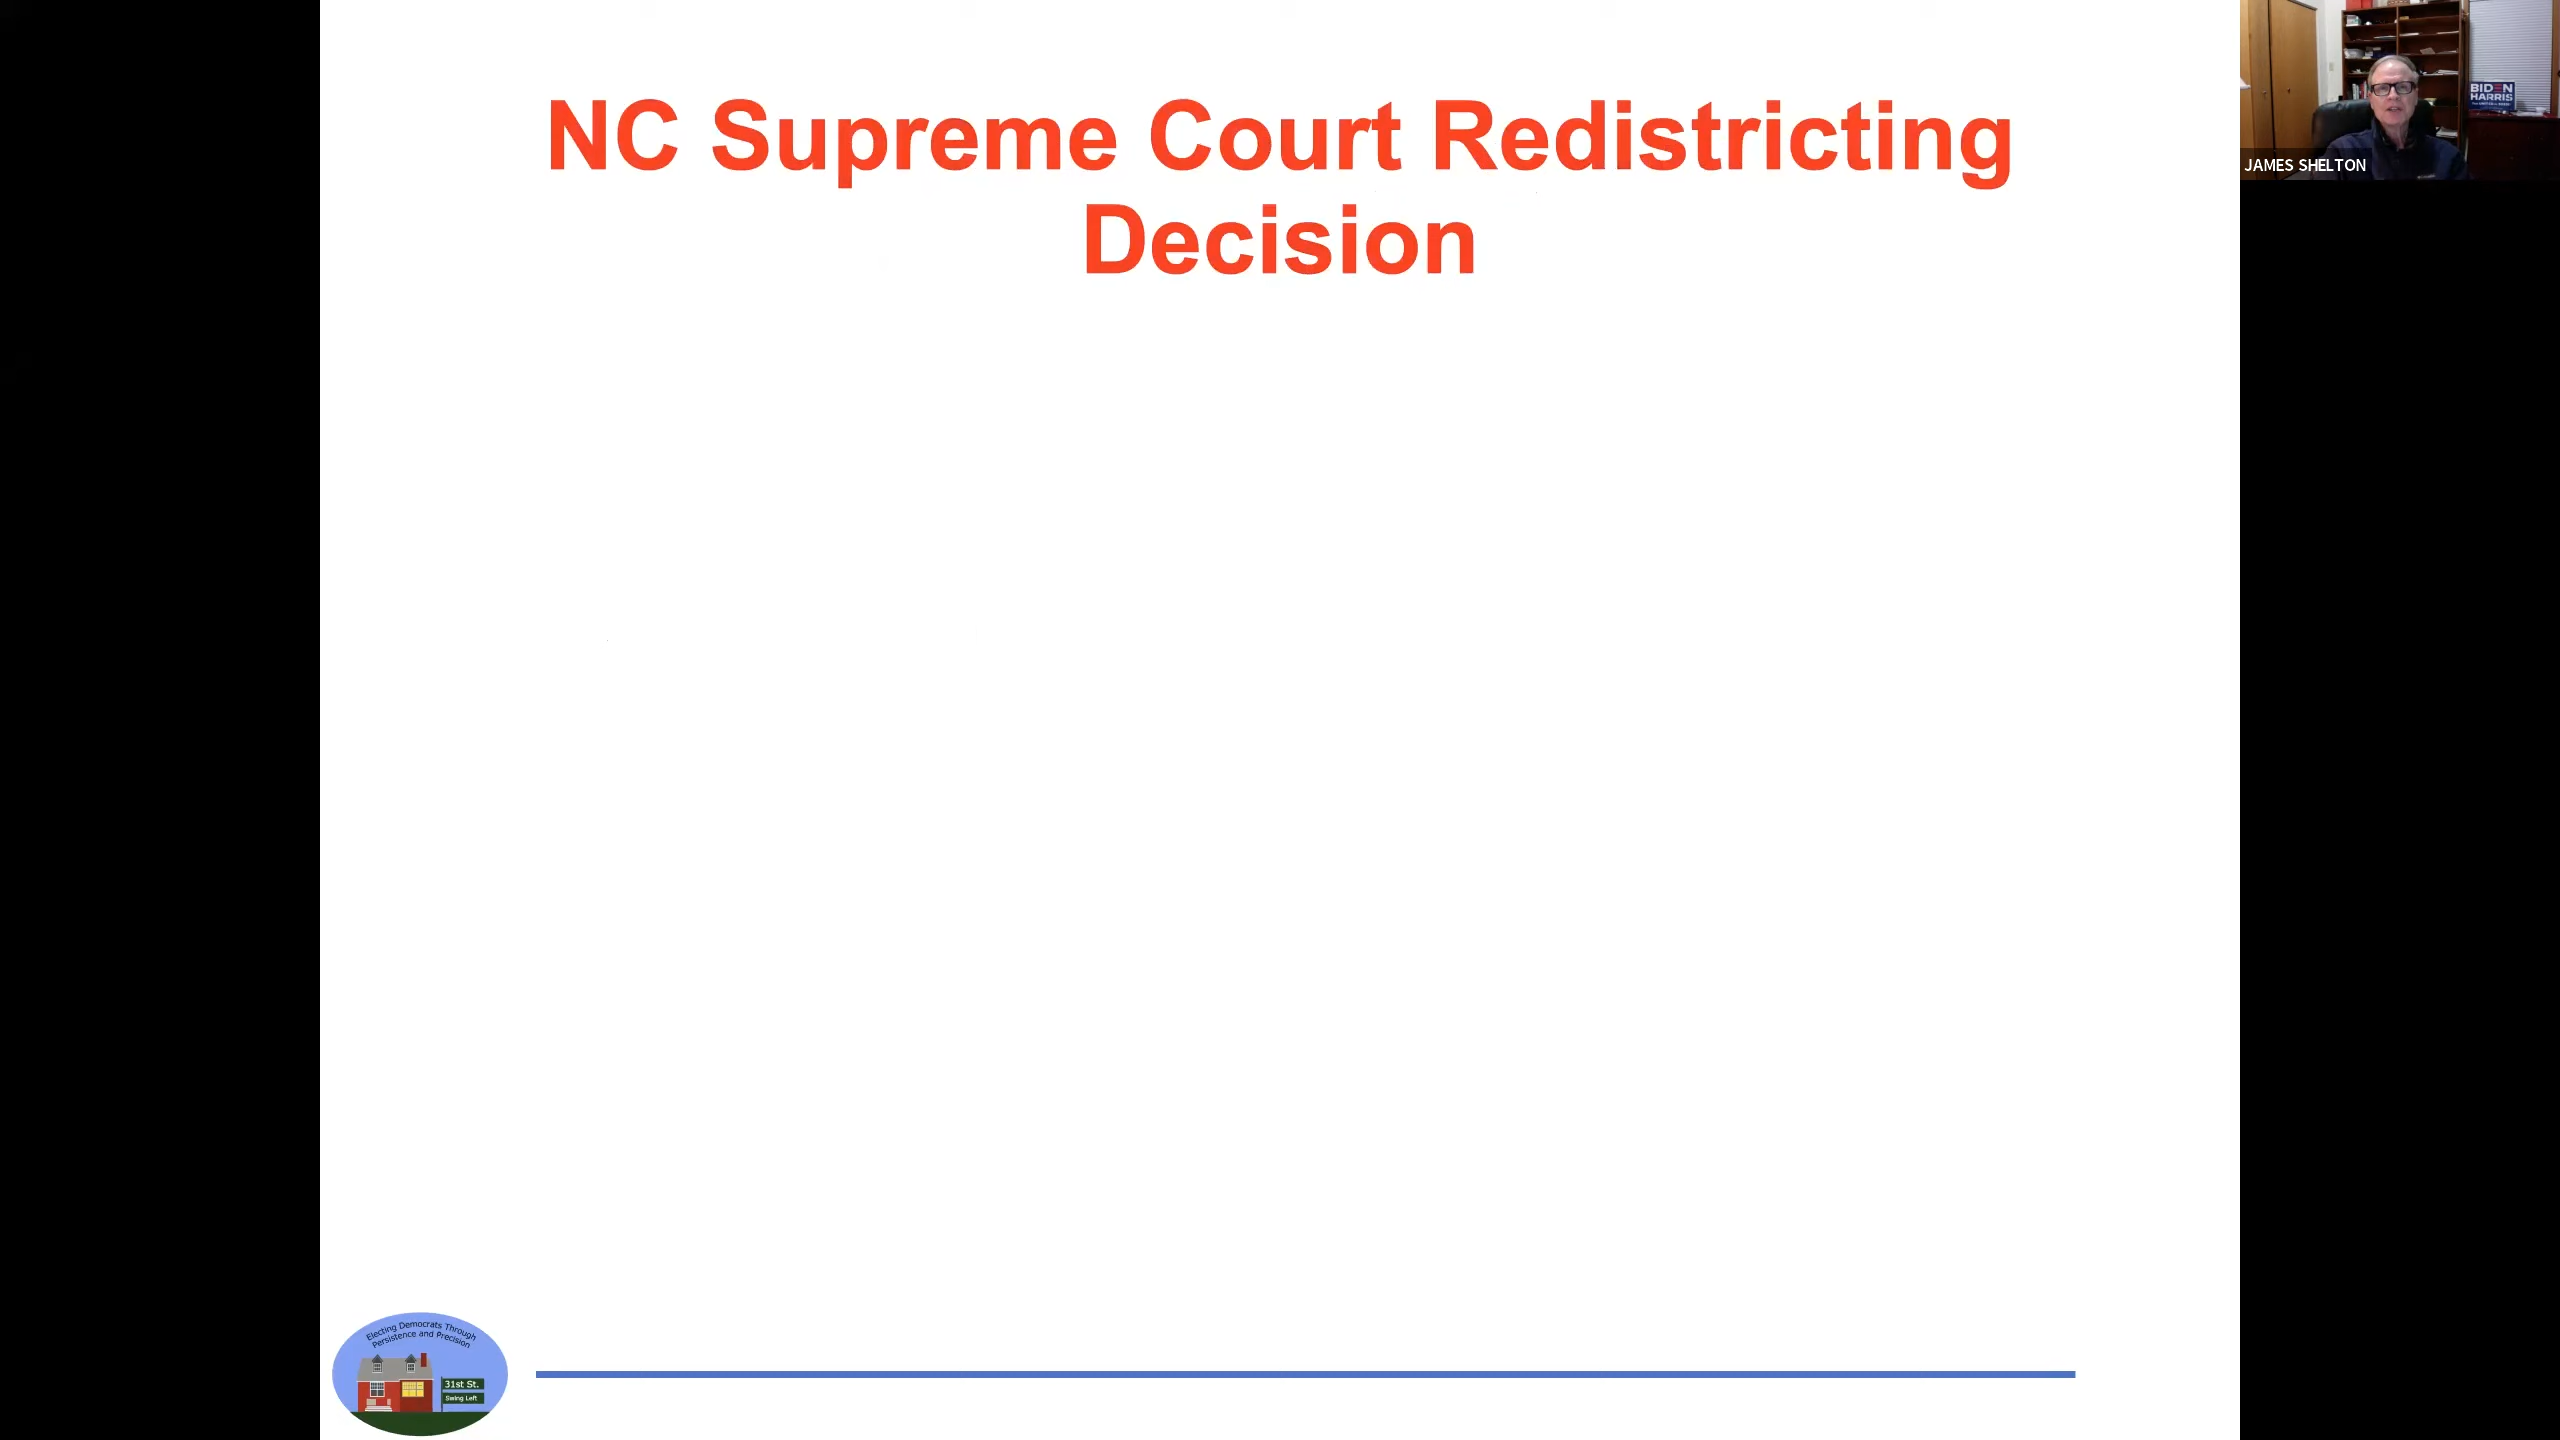 NC Supreme Court Redistricting
Decision
BIDEN
HARRIS
JAMES SHELTON
Electing Democrats Through
Persistence and Precision
31st St.
Swing Left